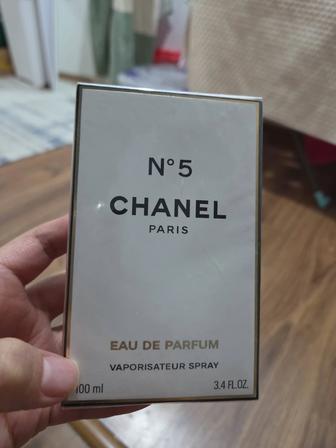 N°5
CHANEL
PARIS
EAU DE PARFUM
VAPORISATEUR SPRAY
100 ml 3.4 FL.OZ.